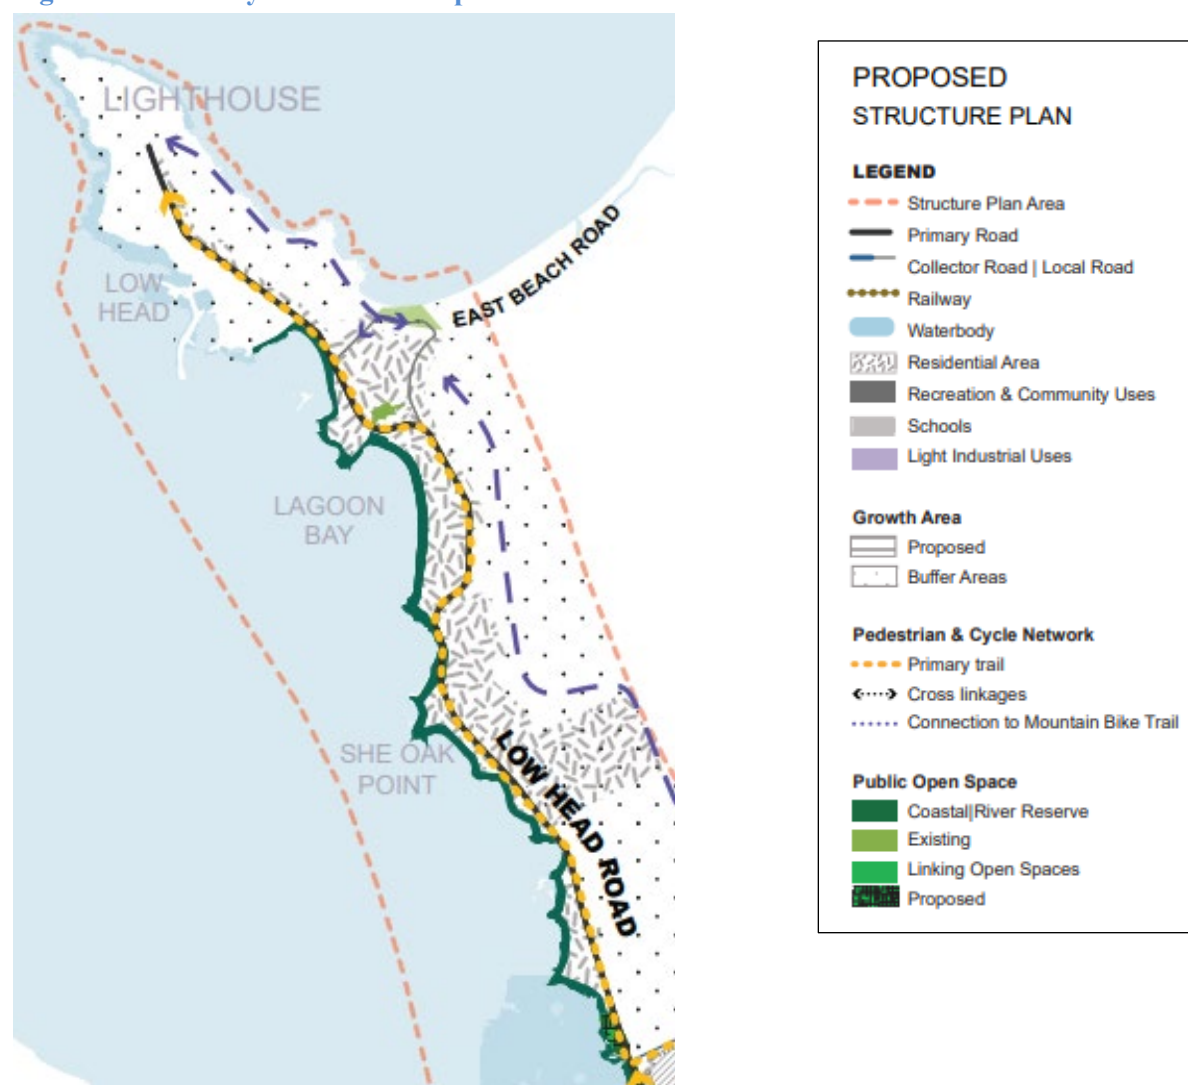 LIGHTHOUSE
LOW
HEAD
EAST BEACH ROAD
LAGOON
BAY
SHE OAK
POINT
LOW HEAD ROAD
PROPOSED
STRUCTURE PLAN
LEGEND
Structure Plan Area
Primary Road
Collector Road | Local Road
Railway
Waterbody
Residential Area
Recreation & Community Uses
Schools
Light Industrial Uses
Growth Area
Proposed
Buffer Areas
Pedestrian & Cycle Network
Primary trail
Cross linkages
Connection to Mountain Bike Trail
Public Open Space
Coastal|River Reserve
Existing
Linking Open Spaces
Proposed